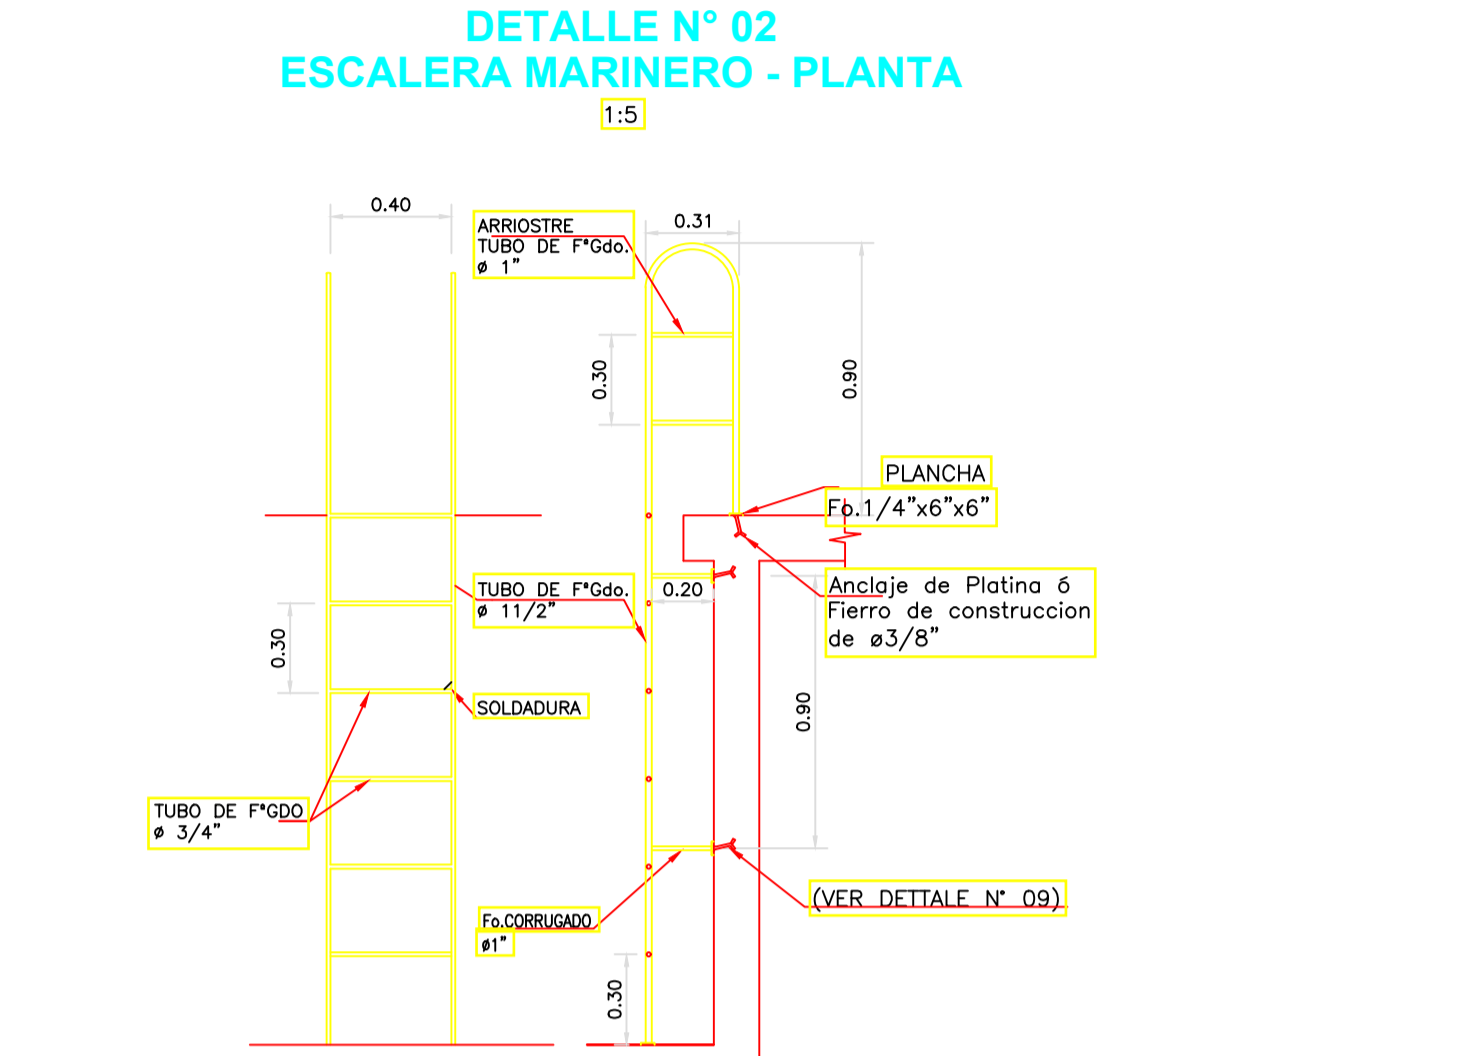 DETALLE N° 02
ESCALERA MARINERO - PLANTA
1:5
0.40
ARRIOSTRE
TUBO DE F°Gdo.
ø 1"
0.31
0.30
0.90
PLANCHA
Fo.1/4"x6"x6"
TUBO DE F°Gdo.
ø 11/2"
0.20
Anclaje de Platina ó
Fierro de construccion
de ø3/8"
0.30
SOLDADURA
0.90
TUBO DE F°GDO
ø 3/4"
(VER DETTALE N° 09)
Fo.CORRUGADO
ø1"
0.30